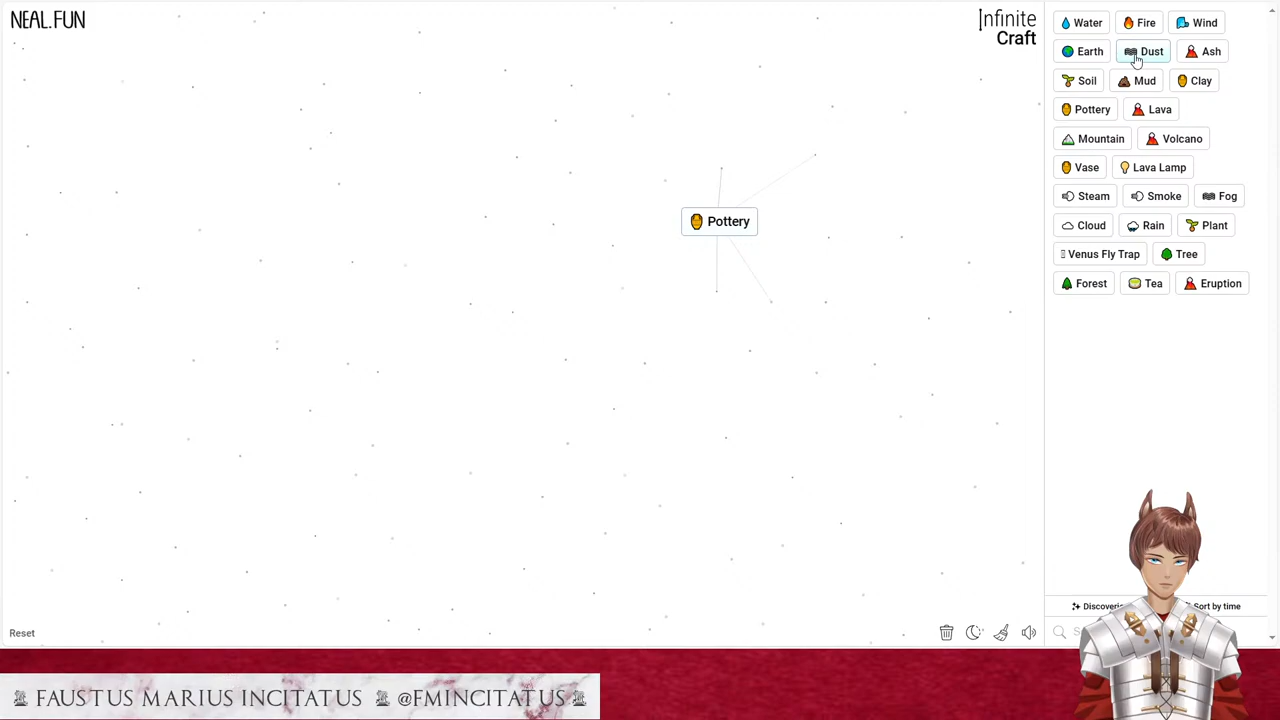 NEAL.FUN
Infinite
Craft
Water
Fire
Wind
Earth
Dust
Ash
Soil
Mud
Clay
Pottery
Lava
Mountain
Volcano
Vase
Lava Lamp
Steam
Smoke
Fog
Cloud
Rain
Plant
Venus Fly Trap
Tree
Forest
Tea
Eruption
Pottery
Sort by time
Reset
FAUSTUS MARIUS INCITATUS @FMINCITATUS